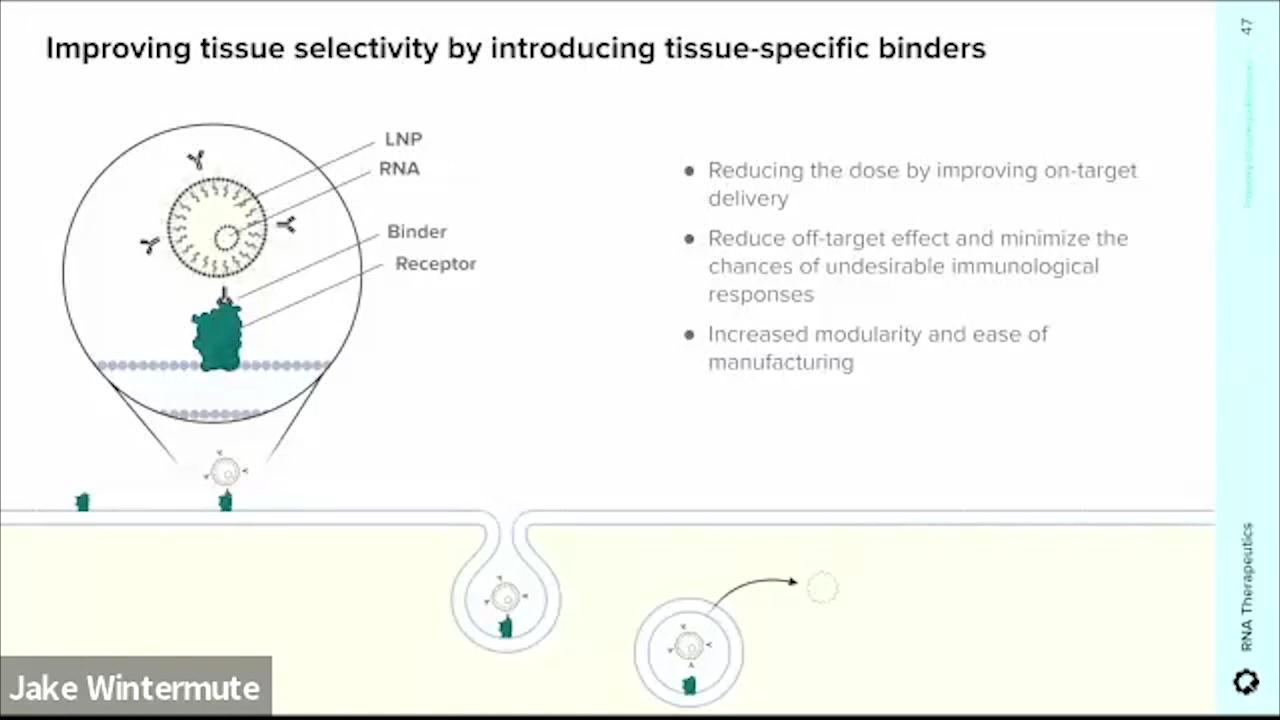 Improving tissue selectivity by introducing tissue-specific binders
47
LNP
RNA
Binder
Receptor
● Reducing the dose by improving on-target
delivery
● Reduce off-target effect and minimize the
chances of undesirable immunological
responses
● Increased modularity and ease of
manufacturing
RNA Therapeutics
Jake Wintermute